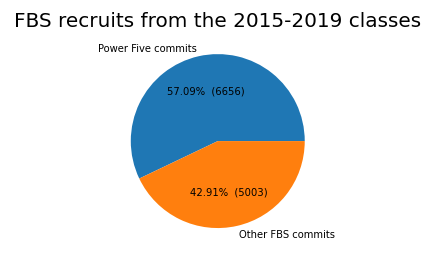 FBS recruits from the 2015-2019 classes
Power Five commits
57.09%  (6656)
42.91%  (5003)
Other FBS commits